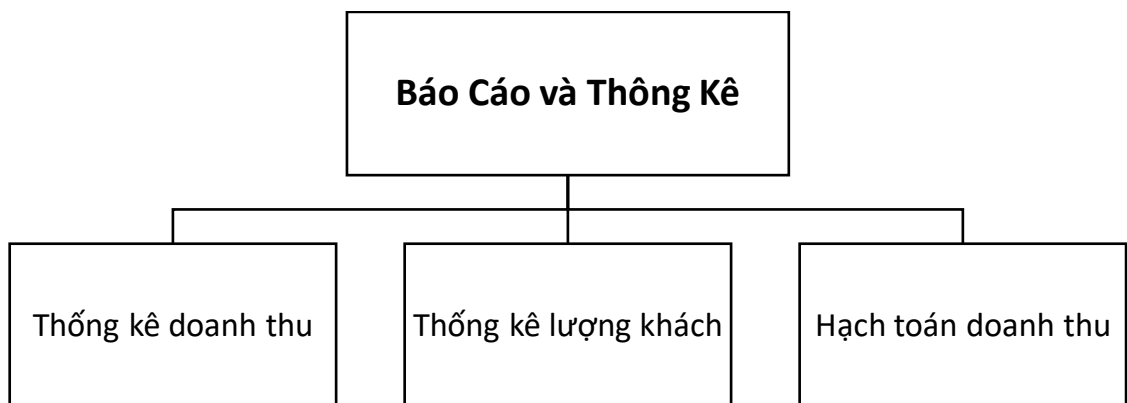 Báo Cáo và Thông Kê
Thống kê doanh thu
Thống kê lượng khách
Hạch toán doanh thu